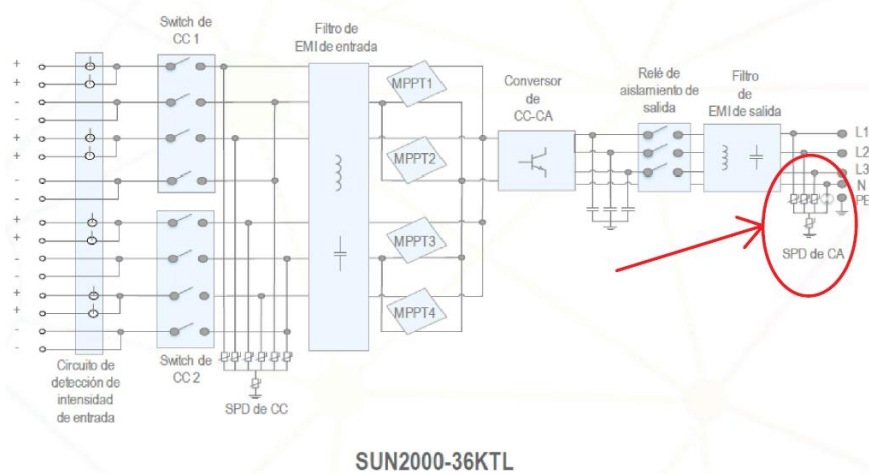 Switch de
CC 1
Filtro de
EMI de entrada
Conversor
de
CC-CA
Relé de
aislamiento de
salida
Filtro
de
EMI de salida
+
+
-
-
+
+
-
-
+
+
-
-
+
+
-
-
MPPT1
MPPT2
MPPT3
MPPT4
L1
L2
L3
N
PE
SPD de CA
Circuito de
detección de
intensidad
de entrada
Switch de
CC 2
SPD de CC
SUN2000-36KTL